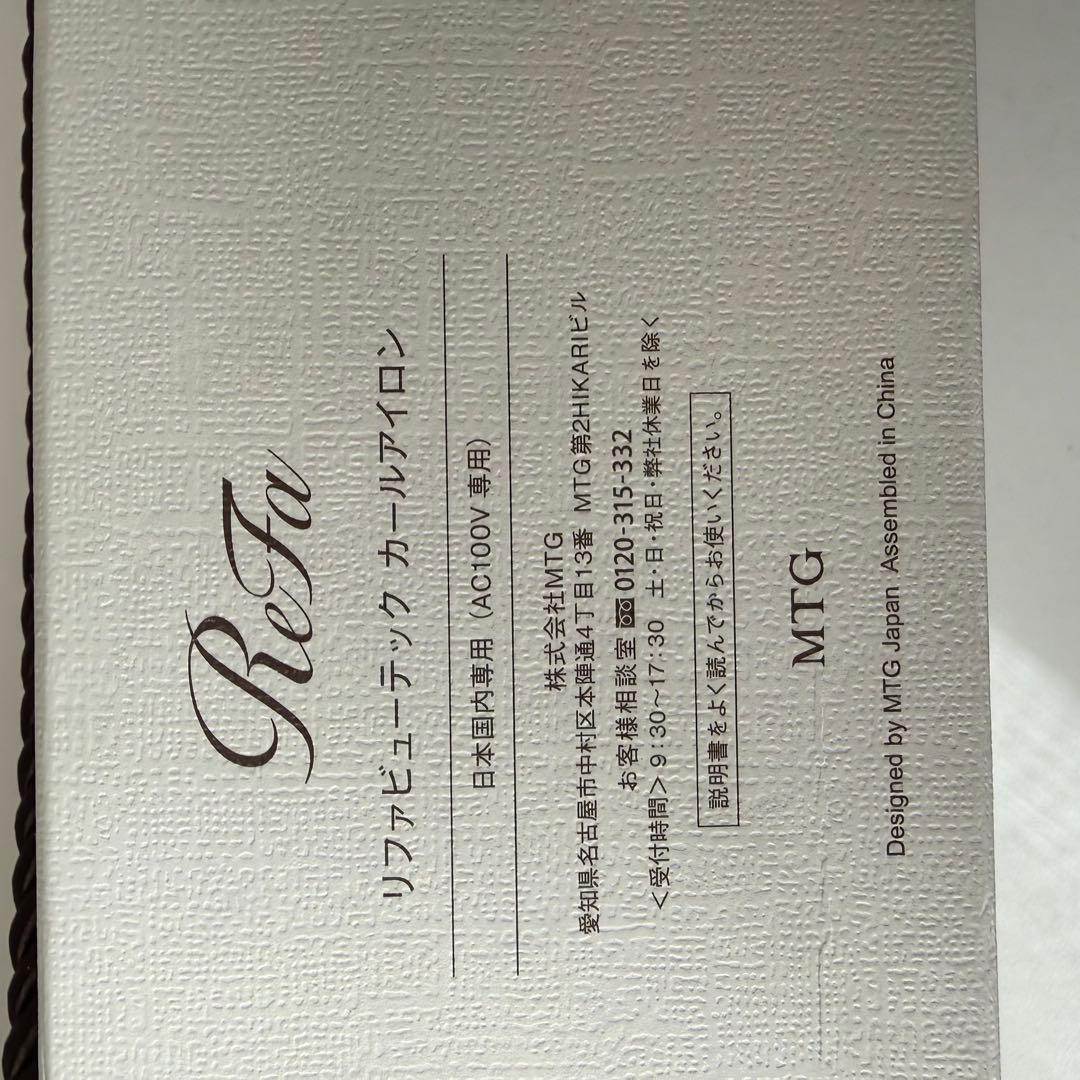 ReFa
リファビューテック カールアイロン
日本国内専用（AC100V 専用）
株式会社MTG
愛知県名古屋市中村区本陣通4丁目13番 MTG第2HIKARIビル
お客様相談室 0120-315-332
＜受付時間＞9：30～17：30 土・日・祝日・弊社休業日を除く
説明書をよく読んでからお使いください。
MTG
Designed by MTG Japan Assembled in China